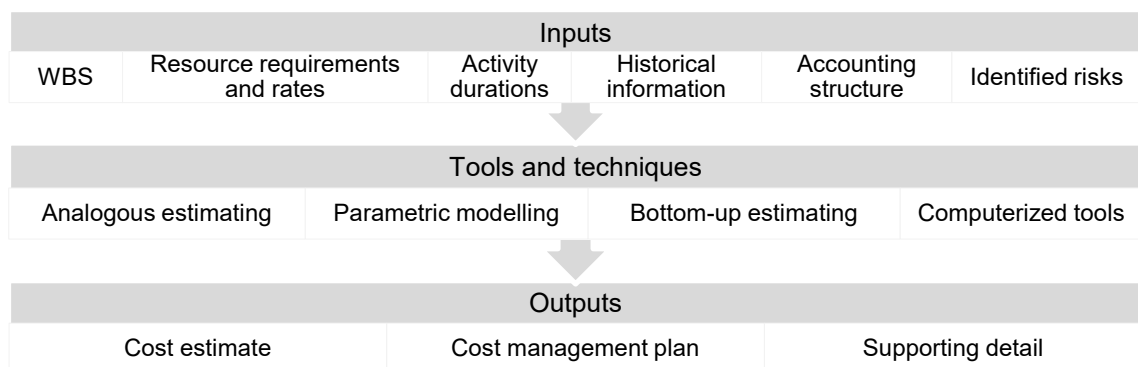 Inputs
WBS
Resource requirements
and rates
Activity
durations
Historical
information
Accounting
structure
Identified risks
Tools and techniques
Analogous estimating
Parametric modelling
Bottom-up estimating
Computerized tools
Outputs
Cost estimate
Cost management plan
Supporting detail